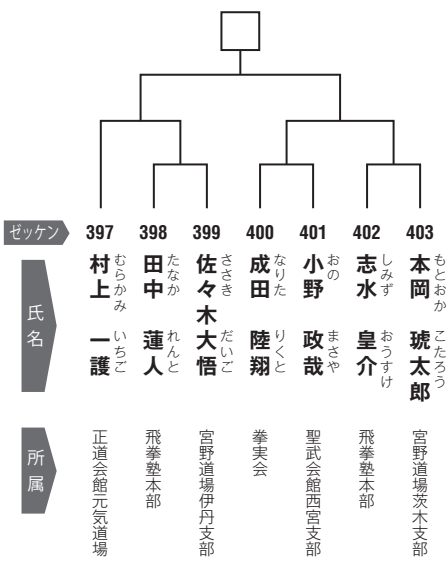 ゼッケン
397
398
399
400
401
402
403
氏名
村上 一護
むらかみ いちご
田中 蓮人
たなか れんと
佐々木大悟
ささき だいご
成田 陸翔
なりた りくと
小野 政哉
おの まさや
志水 皇介
しみず おうすけ
本岡 琥太郎
もとおか こたろう
所属
正道会館元気道場
飛拳塾本部
宮野道場伊丹支部
拳実会
聖武会館西宮支部
飛拳塾本部
宮野道場茨木支部